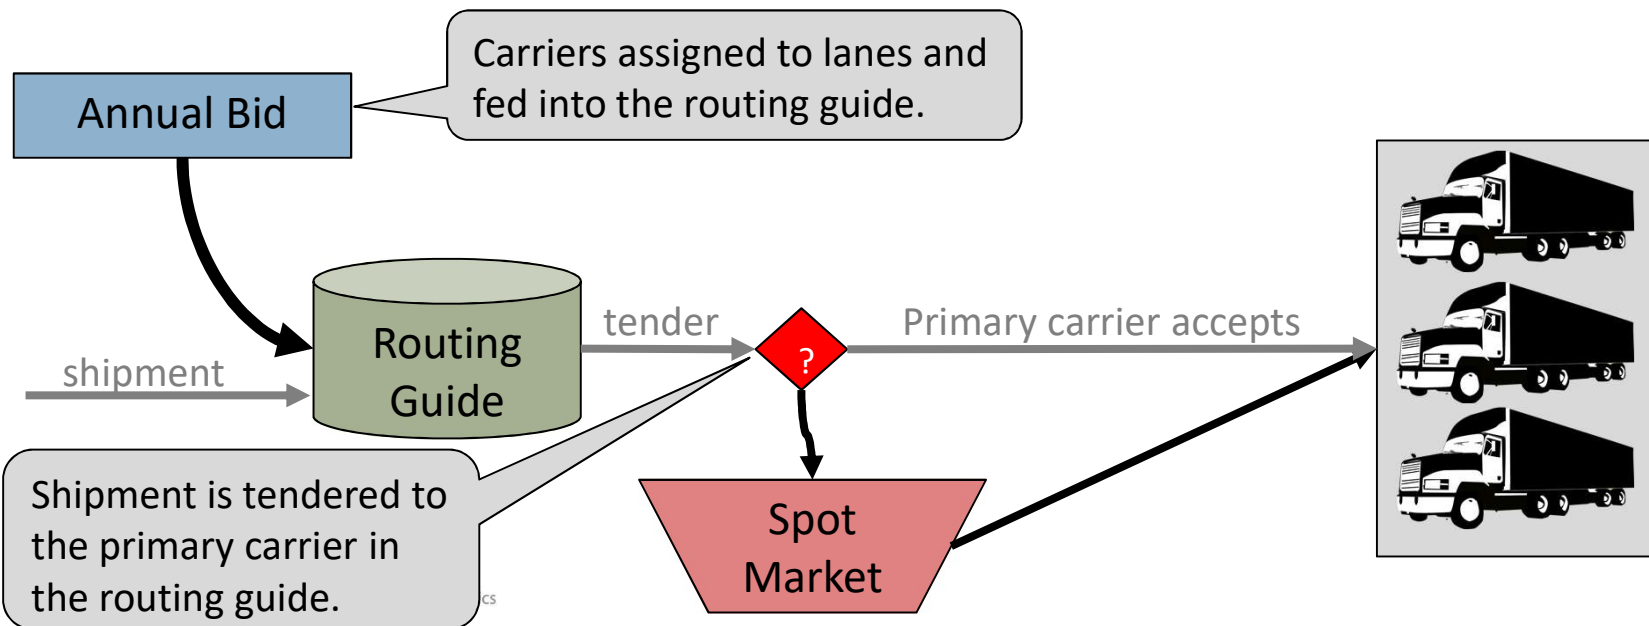 Carriers assigned to lanes and
fed into the routing guide.
Annual Bid
tender
Primary carrier accepts
?
Routing
Guide
shipment
Shipment is tendered to
the primary carrier in
the routing guide.
cs
Spot
Market